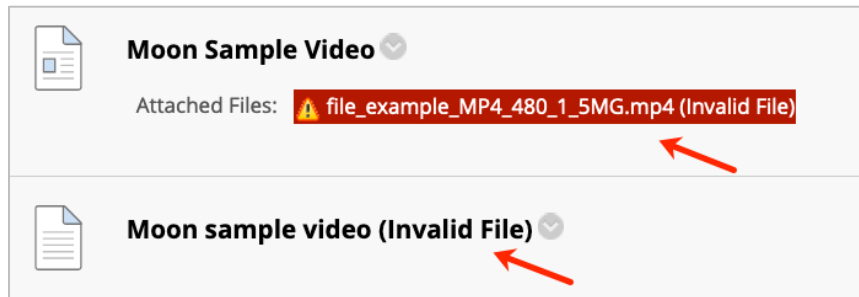 Moon Sample Video
Attached Files: file_example_MP4_480_1_5MG.mp4 (Invalid File)
Moon sample video (Invalid File)